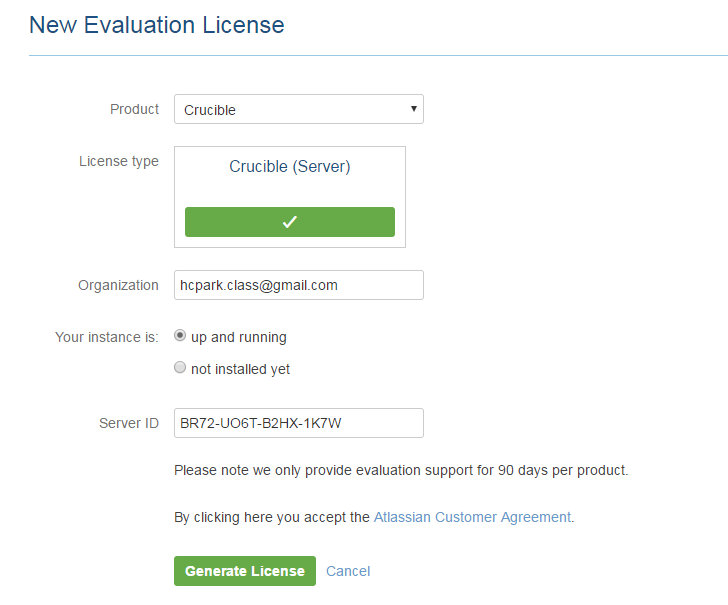 New Evaluation License
Product Crucible
License type Crucible (Server)
Organization hcpark.class@gmail.com
Your instance is: up and running
not installed yet
Server ID BR72-UO6T-B2HX-1K7W
Please note we only provide evaluation support for 90 days per product.
By clicking here you accept the Atlassian Customer Agreement.
Generate License Cancel